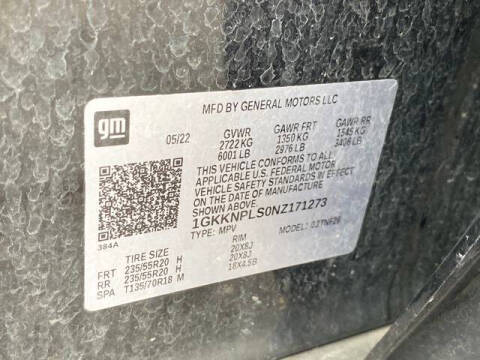 MFD BY GENERAL MOTORS LLC
gm
05/22 GVWR GAWR FRT GAWR RR
2722 KG 1350 KG 1545 KG
6001 LB 2976 LB 3406 LB
THIS VEHICLE CONFORMS TO ALL
APPLICABLE U.S. FEDERAL MOTOR
VEHICLE SAFETY STANDARDS IN EFFECT
ON THE DATE OF MANUFACTURE
SHOWN ABOVE.
1GKKNPLS0NZ171273
TYPE: MPV MODEL:
384A
TIRE SIZE RIM
FRT 235/55R20 H 20X8J
RR 235/55R20 H 20X8J
SPA T135/70R18 M 18X4.5B